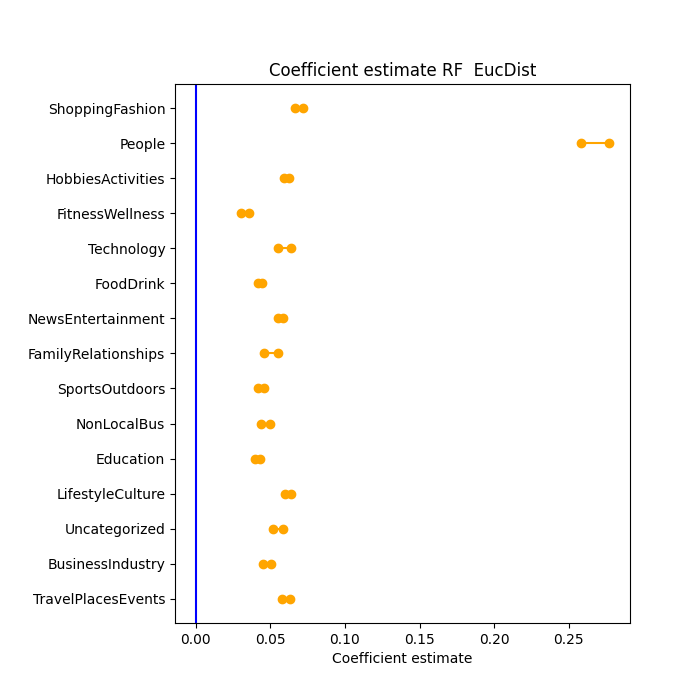 Coefficient estimate RF  EucDist
ShoppingFashion
People
HobbiesActivities
FitnessWellness
Technology
FoodDrink
NewsEntertainment
FamilyRelationships
SportsOutdoors
NonLocalBus
Education
LifestyleCulture
Uncategorized
BusinessIndustry
TravelPlacesEvents
0.00 0.05 0.10 0.15 0.20 0.25
Coefficient estimate